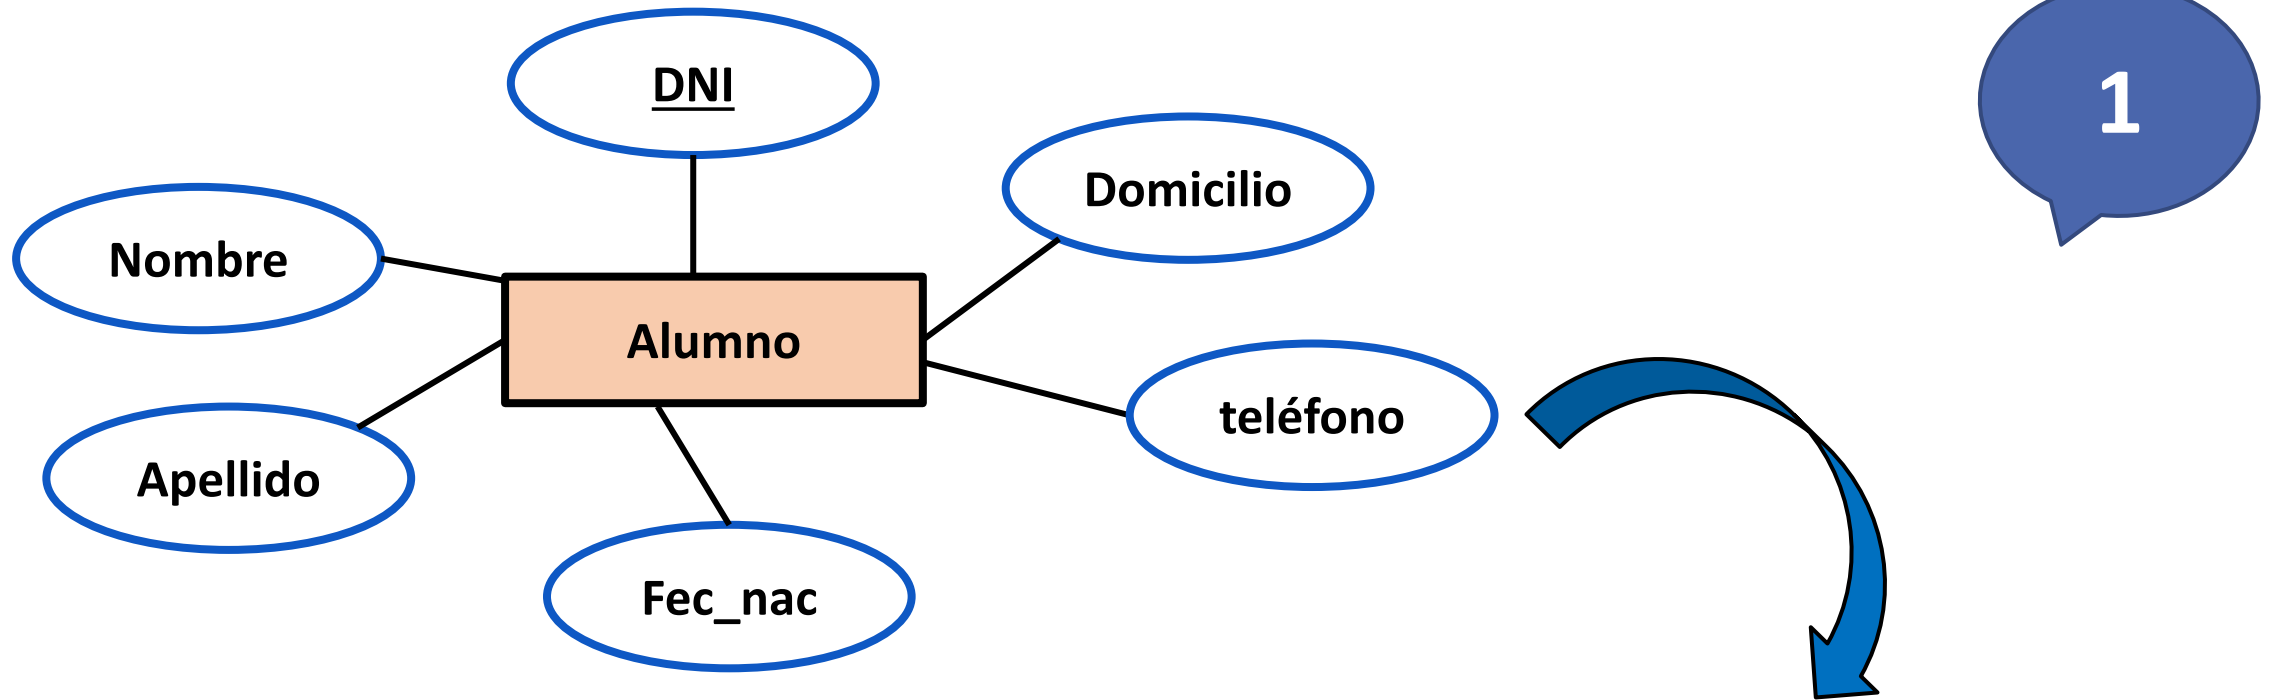 DNI
1
Domicilio
Nombre
Alumno
teléfono
Apellido
Fec_nac